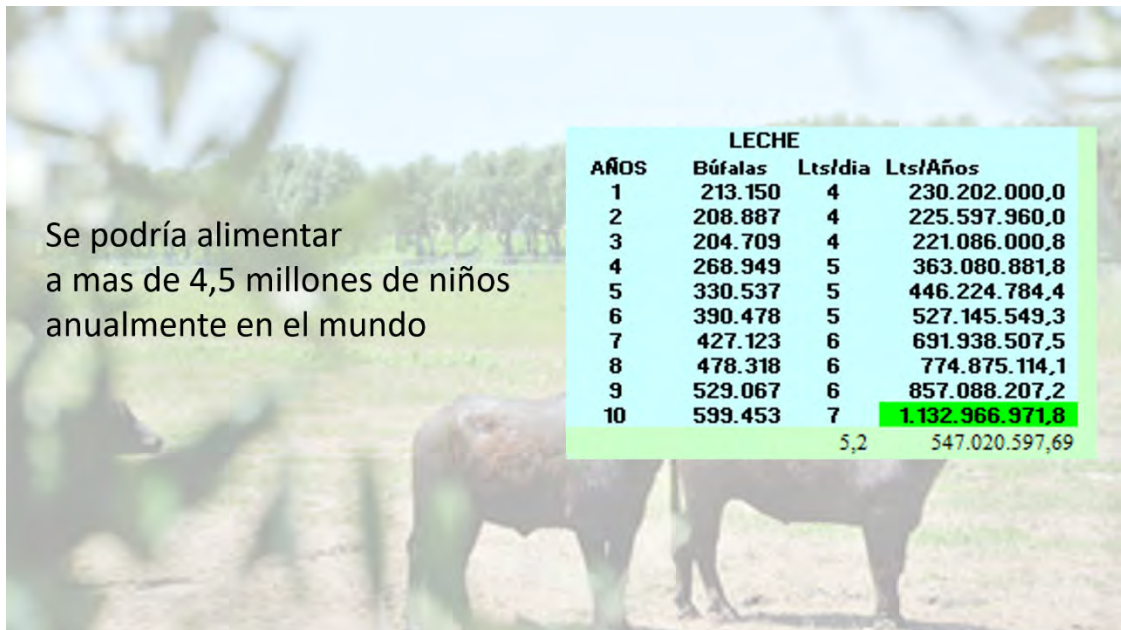 Se podría alimentar
a mas de 4,5 millones de niños
anualmente en el mundo
LECHE
AÑOS Búfalas Lts/dia Lts/Años
1 213.150 4 230.202.000,0
2 208.887 4 225.597.960,0
3 204.709 4 221.086.000,8
4 268.949 5 363.080.881,8
5 330.537 5 446.224.784,4
6 390.478 5 527.145.549,3
7 427.123 6 691.938.507,5
8 478.318 6 774.875.114,1
9 529.067 6 857.088.207,2
10 599.453 7 1.132.966.971,8
5,2 547.020.597,69